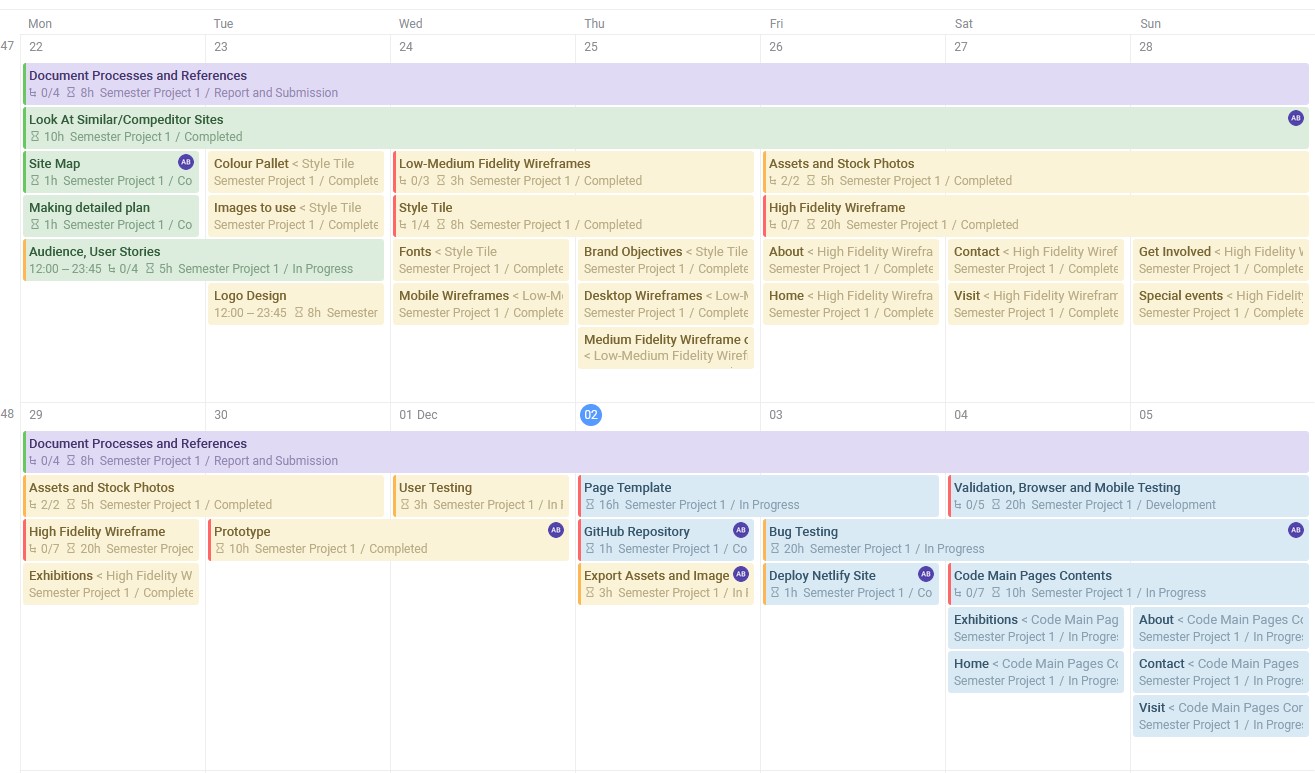 Mon Tue Wed Thu Fri Sat Sun
47 22 23 24 25 26 27 28
Document Processes and References
0/4 8h Semester Project 1 / Report and Submission
Look At Similar/Compeditor Sites AB
10h Semester Project 1 / Completed
Site Map AB
1h Semester Project 1 / Co
Colour Pallet < Style Tile
Semester Project 1 / Complete
Low-Medium Fidelity Wireframes
0/3 3h Semester Project 1 / Completed
Assets and Stock Photos
2/2 5h Semester Project 1 / Completed
Making detailed plan
1h Semester Project 1 / Co
Images to use < Style Tile
Semester Project 1 / Complete
Style Tile
1/4 8h Semester Project 1 / Completed
High Fidelity Wireframe
0/7 20h Semester Project 1 / Completed
Audience, User Stories
12:00 – 23:45 0/4 5h Semester Project 1 / In Progress
Fonts < Style Tile
Semester Project 1 / Complete
Brand Objectives < Style Tile
Semester Project 1 / Complete
About < High Fidelity Wirefra
Semester Project 1 / Complete
Contact < High Fidelity Wiref
Semester Project 1 / Complete
Get Involved < High Fidelity W
Semester Project 1 / Complete
Logo Design
12:00 – 23:45 8h Semester
Mobile Wireframes < Low-M
Semester Project 1 / Complete
Desktop Wireframes < Low-M
Semester Project 1 / Complete
Home < High Fidelity Wirefra
Semester Project 1 / Complete
Visit < High Fidelity Wirefram
Semester Project 1 / Complete
Special events < High Fidelity
Semester Project 1 / Complete
Medium Fidelity Wireframe
< Low-Medium Fidelity Wiref
48 29 30 01 Dec 02 03 04 05
Document Processes and References
0/4 8h Semester Project 1 / Report and Submission
Assets and Stock Photos
2/2 5h Semester Project 1 / Completed
User Testing
3h Semester Project 1 / In
Page Template
16h Semester Project 1 / In Progress
Validation, Browser and Mobile Testing
0/5 20h Semester Project 1 / Development
High Fidelity Wireframe
0/7 20h Semester Projec
Prototype AB
10h Semester Project 1 / Completed
GitHub Repository AB
1h Semester Project 1 / Co
Bug Testing AB
20h Semester Project 1 / In Progress
Exhibitions < High Fidelity W
Semester Project 1 / Complete
Export Assets and Image AB
3h Semester Project 1 / In
Deploy Netlify Site AB
1h Semester Project 1 / Co
Code Main Pages Contents
0/7 10h Semester Project 1 / In Progress
Exhibitions < Code Main Pag
Semester Project 1 / In Progre
About < Code Main Pages Co
Semester Project 1 / In Progre
Home < Code Main Pages Co
Semester Project 1 / In Progre
Contact < Code Main Pages
Semester Project 1 / In Progre
Visit < Code Main Pages Con
Semester Project 1 / In Progre